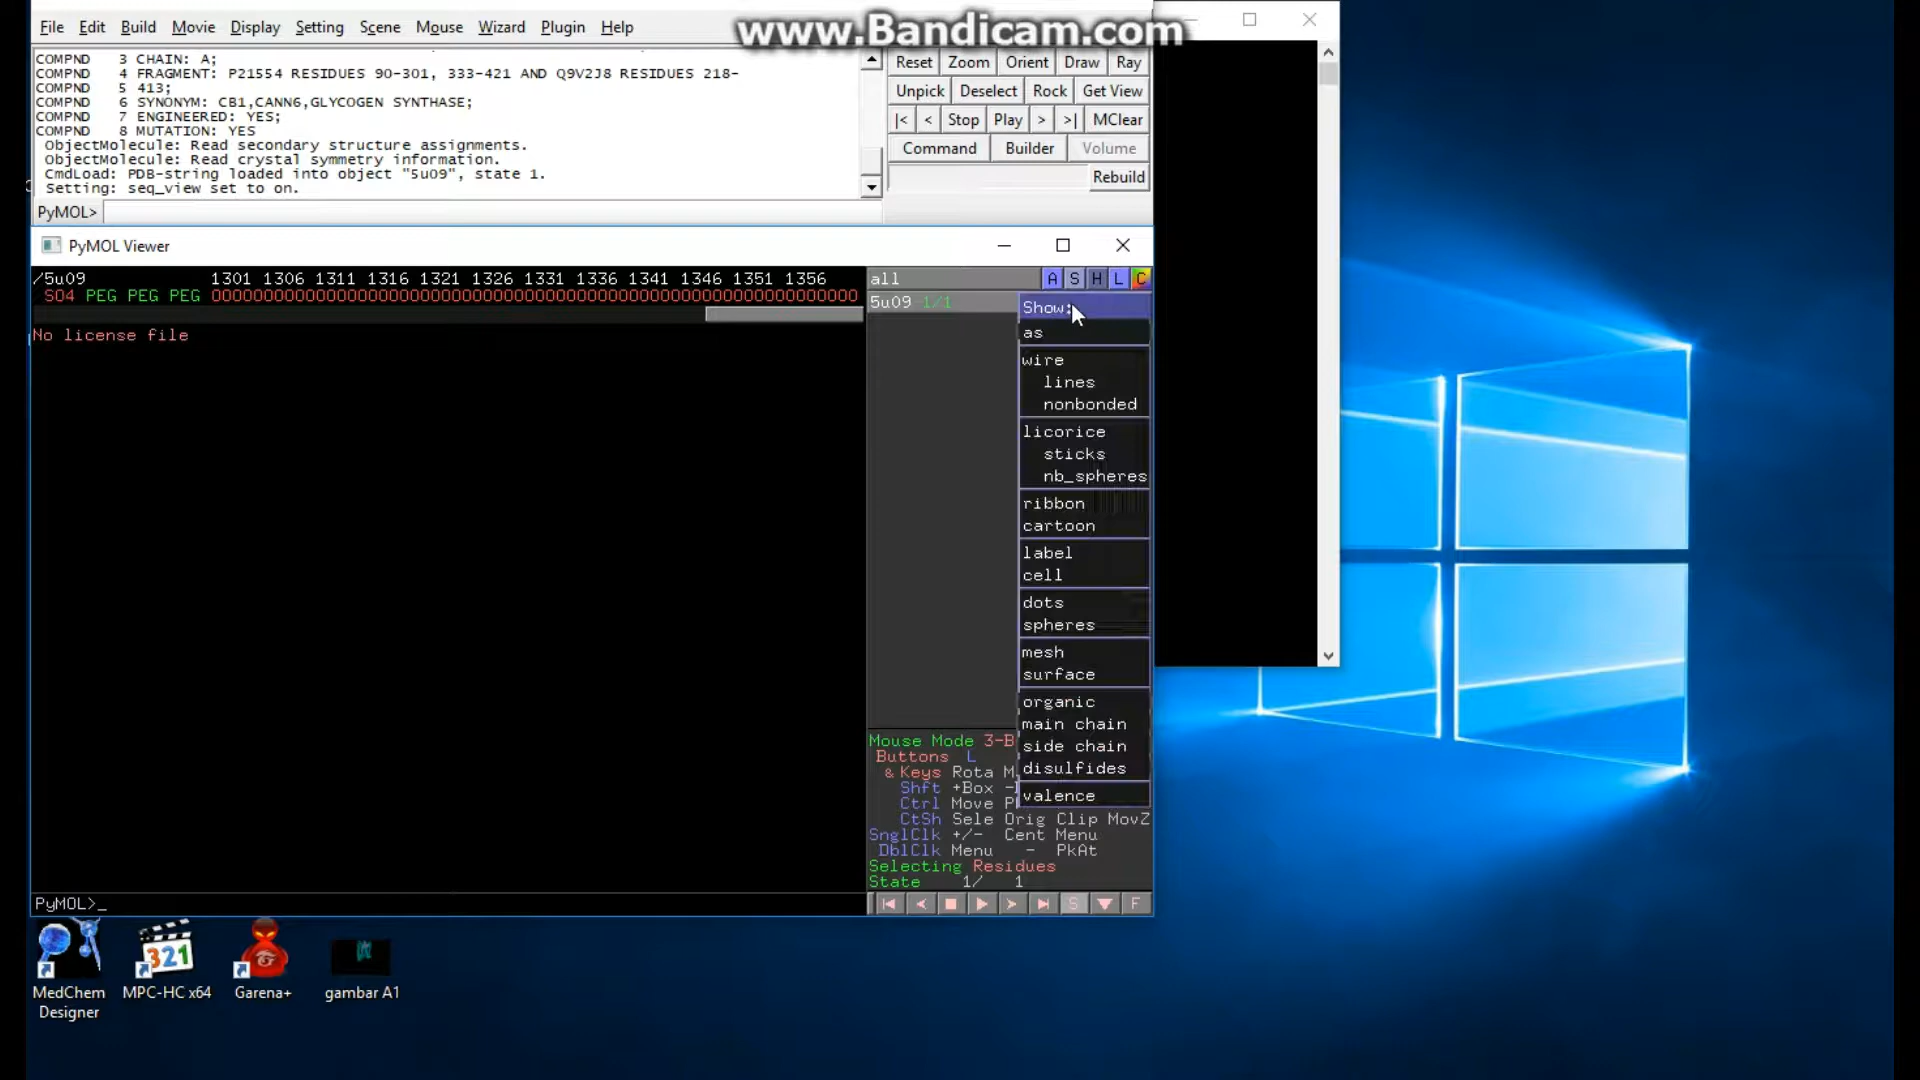 www.Bandicam.com
File Edit Build Movie Display Setting Scene Mouse Wizard Plugin Help
COMPND 3 CHAIN: A;
COMPND 4 FRAGMENT: P21554 RESIDUES 90-301, 333-421 AND Q9V2J8 RESIDUES 218-
COMPND 5 413;
COMPND 6 SYNONYM: CB1,CANN6,GLYCOGEN SYNTHASE;
COMPND 7 ENGINEERED: YES;
COMPND 8 MUTATION: YES
ObjectMolecule: Read secondary structure assignments.
ObjectMolecule: Read crystal symmetry information.
CmdLoad: PDB-string loaded into object "5u09", state 1.
Setting: seq_view set to on.
PyMOL>
Reset Zoom Orient Draw Ray
Unpick Deselect Rock Get View
|< < Stop Play > >| MClear
Command Builder Volume
Rebuild
PyMOL Viewer
/5u09 1301 1306 1311 1316 1321 1326 1331 1336 1341 1346 1351 1356
SO4 PEG PEG PEG OOOOOOOOOOOOOOOOOOOOOOOOOOOOOOOOOOOOOOOOOOOOOOOOOOOOOOOOOOOOO
No license file
all A S H L C
5u09 1/1
Show:
as
wire
lines
nonbonded
licorice
sticks
nb_spheres
ribbon
cartoon
label
cell
dots
spheres
mesh
surface
organic
main chain
side chain
disulfides
valence
Mouse Mode 3-B
Buttons L
& Keys Rota M
Shft +Box
Ctrl Move P
CtSh Sele Orig Clip MovZ
SnglClk +/- Cent Menu
DblClk Menu - PkAt
Selecting Residues
State 1/ 1
S F
PyMOL>_
MedChem Designer
MPC-HC x64
Garena+
gambar A1
321